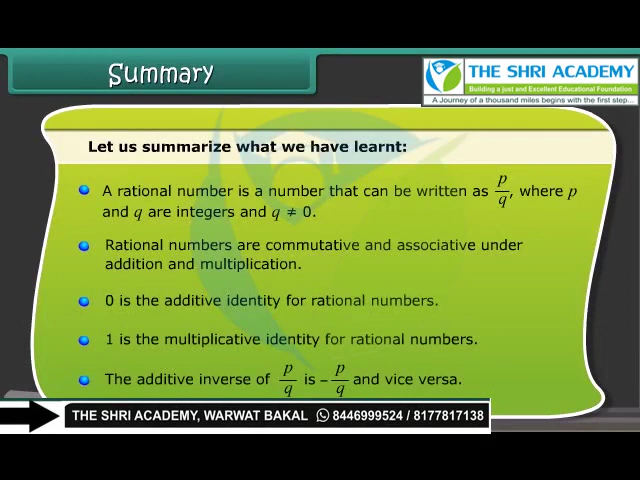 Summary
THE SHRI ACADEMY
Building a just and Excellent Educational Foundation
A Journey of a thousand miles begins with the first step...
Let us summarize what we have learnt:
A rational number is a number that can be written as p/q, where p
and q are integers and q ≠ 0.
Rational numbers are commutative and associative under
addition and multiplication.
0 is the additive identity for rational numbers.
1 is the multiplicative identity for rational numbers.
The additive inverse of p/q is –p/q and vice versa.
THE SHRI ACADEMY, WARWAT BAKAL 8446999524 / 8177817138